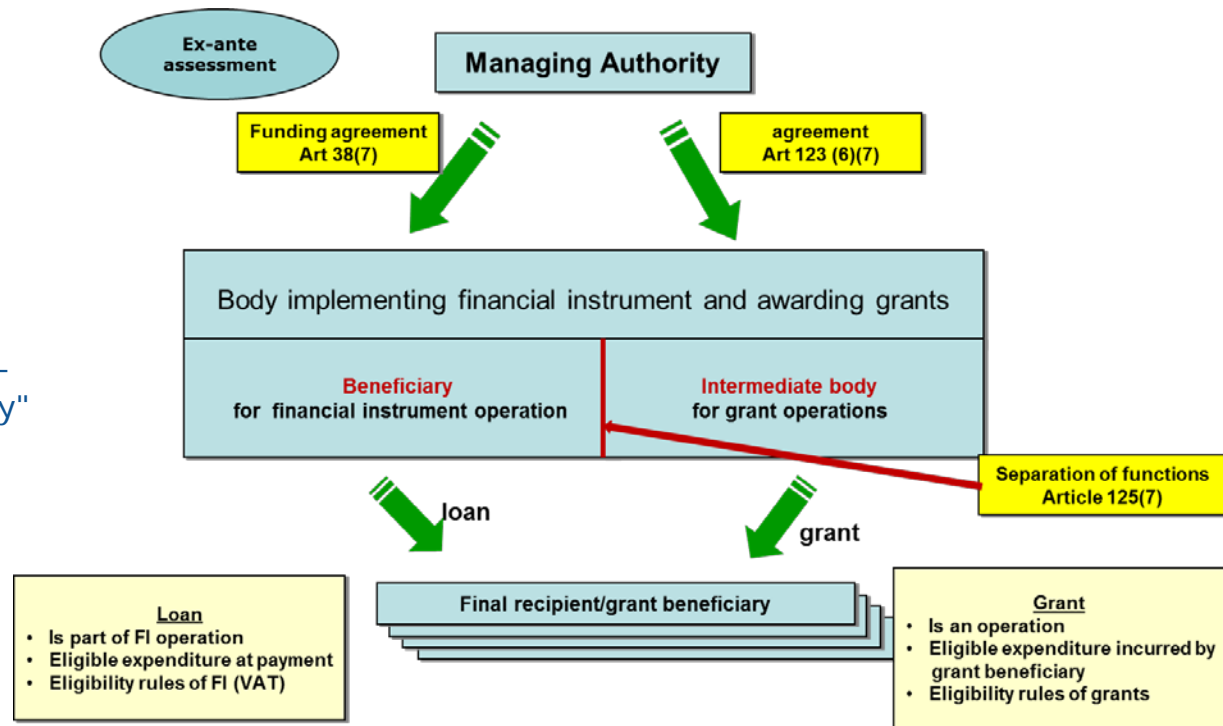 Ex-ante
assessment
Managing Authority
Funding agreement
Art 38(7)
agreement
Art 123 (6)(7)
Body implementing financial instrument and awarding grants
Beneficiary
for financial instrument operation
Intermediate body
for grant operations
y"
Separation of functions
Article 125(7)
loan
grant
Loan
• Is part of FI operation
• Eligible expenditure at payment
• Eligibility rules of FI (VAT)
Final recipient/grant beneficiary
Grant
• Is an operation
• Eligible expenditure incurred by
grant beneficiary
• Eligibility rules of grants